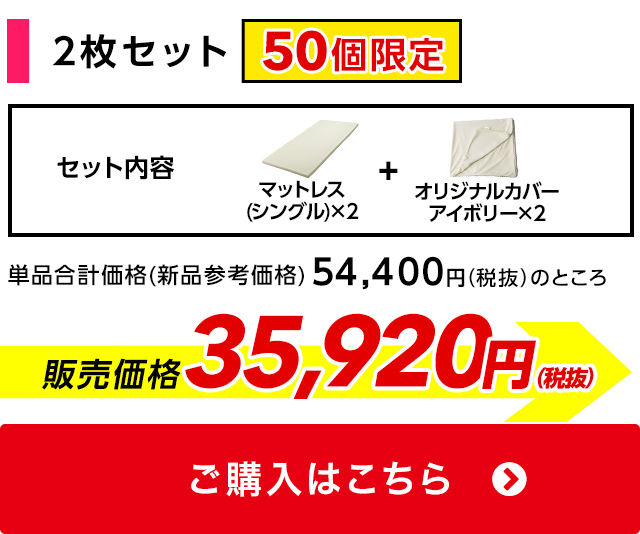 2枚セット 50個限定
セット内容
マットレス
(シングル)×2
+
オリジナルカバー
アイボリー×2
単品合計価格(新品参考価格) 54,400円(税抜)のところ
販売価格 35,920円(税抜)
ご購入はこちら